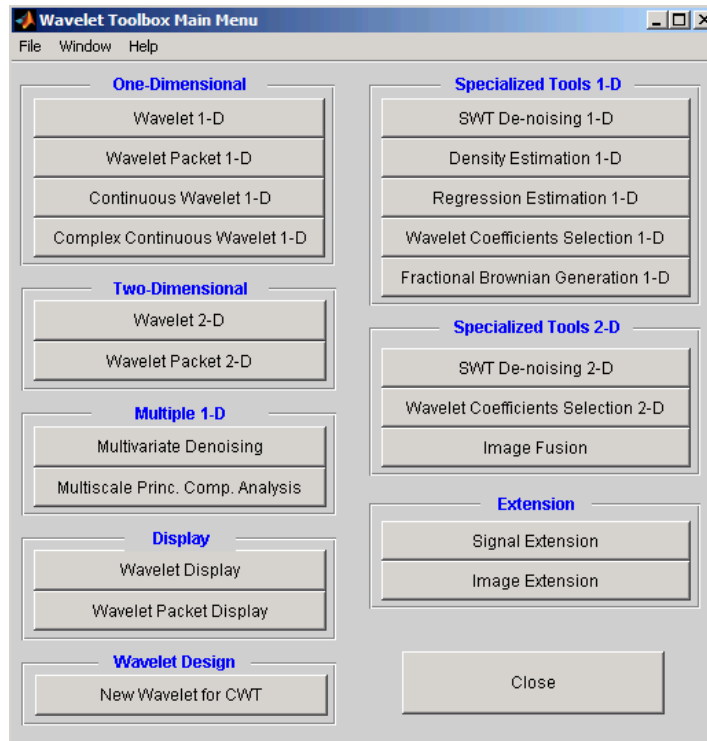 Wavelet Toolbox Main Menu
File Window Help
One-Dimensional
Wavelet 1-D
Wavelet Packet 1-D
Continuous Wavelet 1-D
Complex Continuous Wavelet 1-D
Two-Dimensional
Wavelet 2-D
Wavelet Packet 2-D
Multiple 1-D
Multivariate Denoising
Multiscale Princ. Comp. Analysis
Display
Wavelet Display
Wavelet Packet Display
Wavelet Design
New Wavelet for CWT
Specialized Tools 1-D
SWT De-noising 1-D
Density Estimation 1-D
Regression Estimation 1-D
Wavelet Coefficients Selection 1-D
Fractional Brownian Generation 1-D
Specialized Tools 2-D
SWT De-noising 2-D
Wavelet Coefficients Selection 2-D
Image Fusion
Extension
Signal Extension
Image Extension
Close